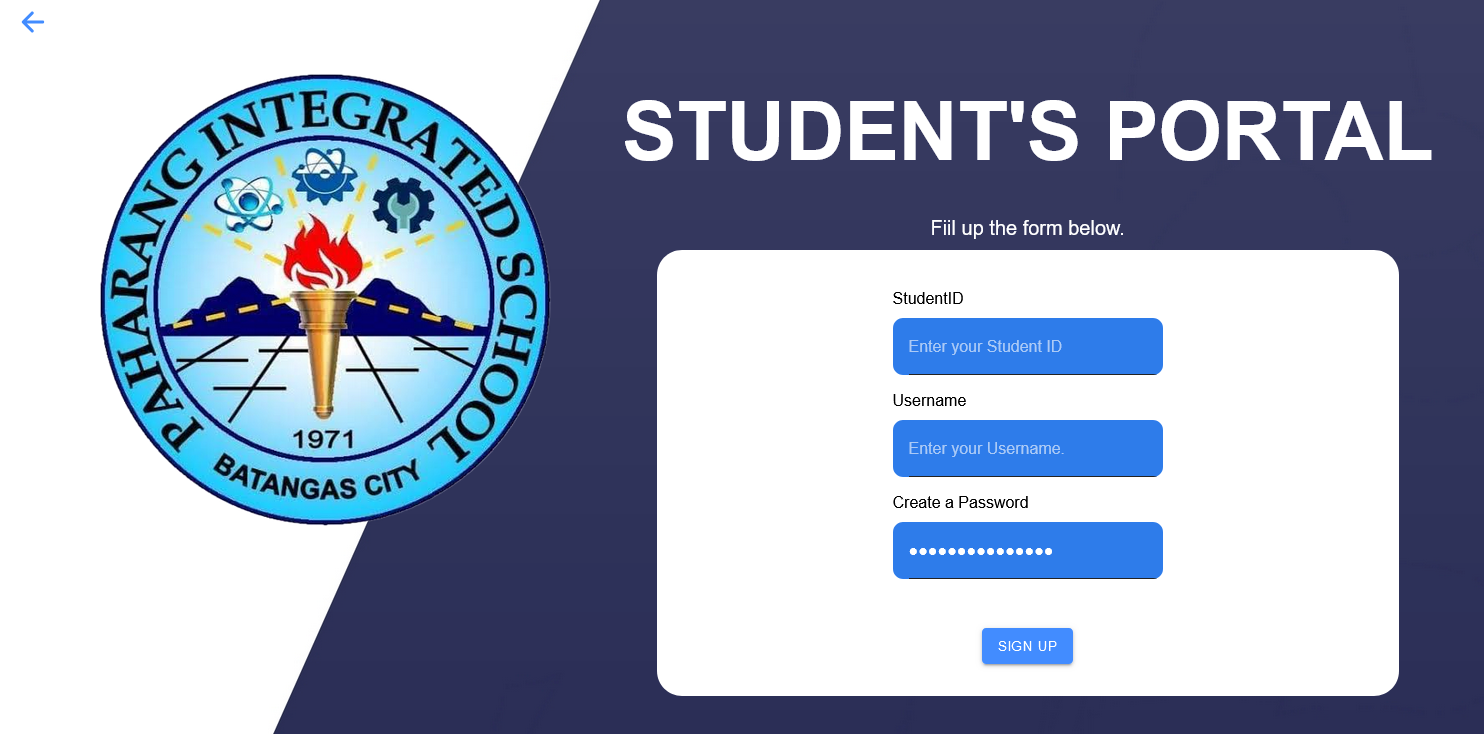 PAHARANG INTEGRATED SCHOOL
1971
BATANGAS CITY
STUDENT'S PORTAL
Fiil up the form below.
StudentID
Enter your Student ID
Username
Enter your Username.
Create a Password
•••••••••••••••
SIGN UP